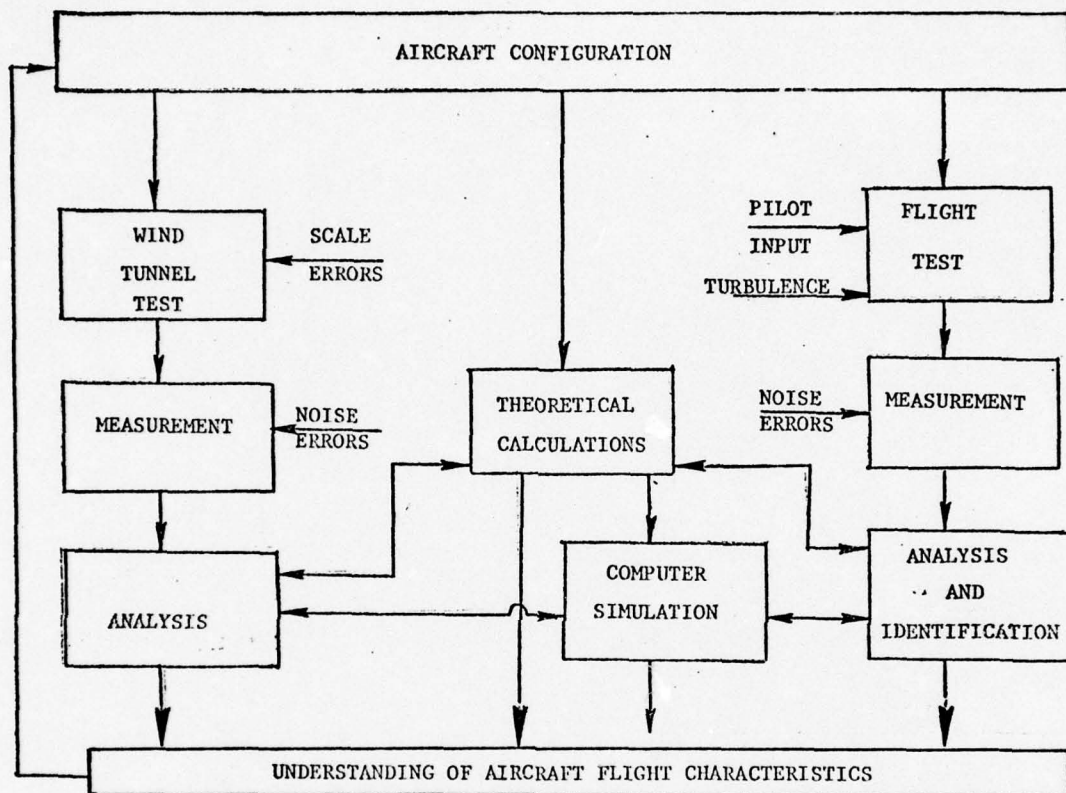 AIRCRAFT CONFIGURATION
WIND
TUNNEL
TEST
SCALE
ERRORS
PILOT
INPUT
TURBULENCE
FLIGHT
TEST
MEASUREMENT
NOISE
ERRORS
THEORETICAL
CALCULATIONS
NOISE
ERRORS
MEASUREMENT
ANALYSIS
COMPUTER
SIMULATION
ANALYSIS
AND
IDENTIFICATION
UNDERSTANDING OF AIRCRAFT FLIGHT CHARACTERISTICS